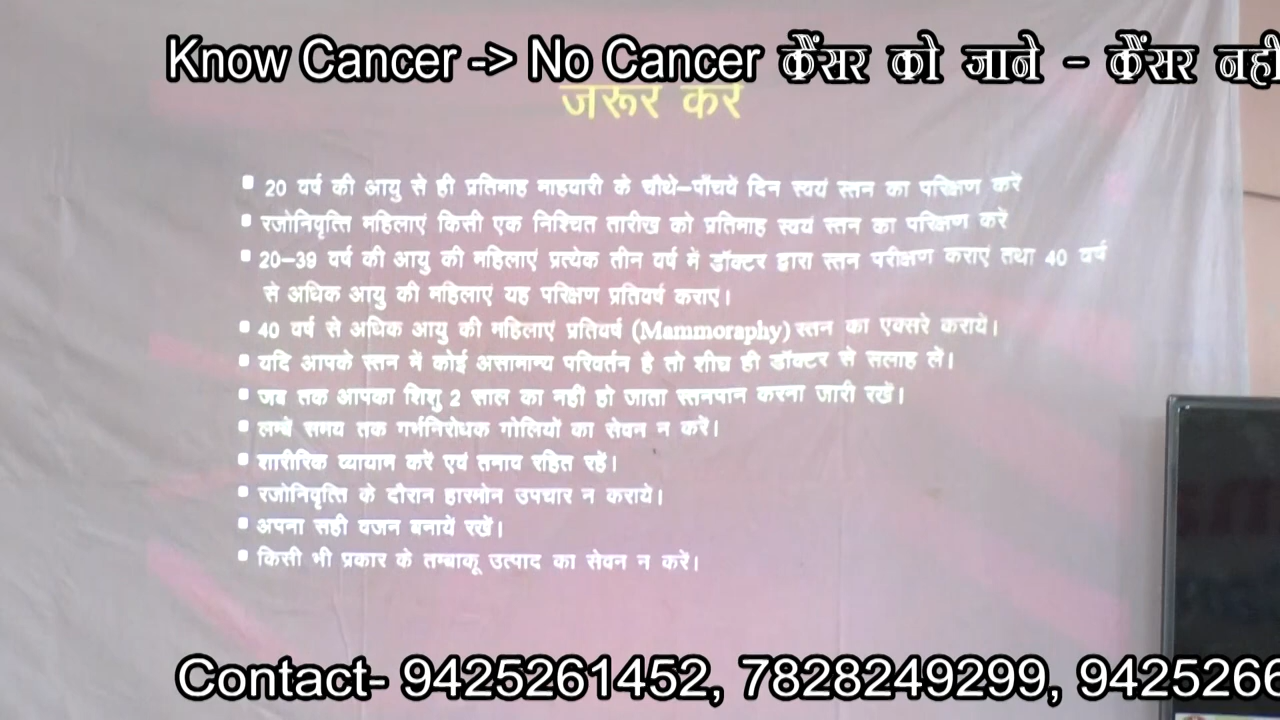 Know Cancer -> No Cancer कैंसर को जाने - कैंसर नही
जरूर करें
20 वर्ष की आयु से ही प्रतिमाह माहवारी के चौथे–पाँचवें दिन स्वयं स्तन का परिक्षण करें
रजोनिवृत्ति महिलाएं किसी एक निश्चित तारीख को प्रतिमाह स्वयं स्तन का परिक्षण करें
20–39 वर्ष की आयु की महिलाएं प्रत्येक तीन वर्ष में डॉक्टर द्वारा स्तन परीक्षण कराएं तथा 40 वर्ष
से अधिक आयु की महिलाएं यह परिक्षण प्रतिवर्ष कराएं।
40 वर्ष से अधिक आयु की महिलाएं प्रतिवर्ष (Mammoraphy) स्तन का एक्सरे करायें।
यदि आपके स्तन में कोई असामान्य परिवर्तन है तो शीघ्र ही डॉक्टर से सलाह लें।
जब तक आपका शिशु 2 साल का नहीं हो जाता स्तनपान करना जारी रखें।
लम्बें समय तक गर्भनिरोधक गोलियों का सेवन न करें।
शारीरिक व्यायाम करें एवं तनाव रहित रहें।
रजोनिवृत्ति के दौरान हारमोन उपचार न करायें।
अपना सही वजन बनायें रखें।
किसी भी प्रकार के तम्बाकू उत्पाद का सेवन न करें।
Contact- 9425261452, 7828249299, 9425266